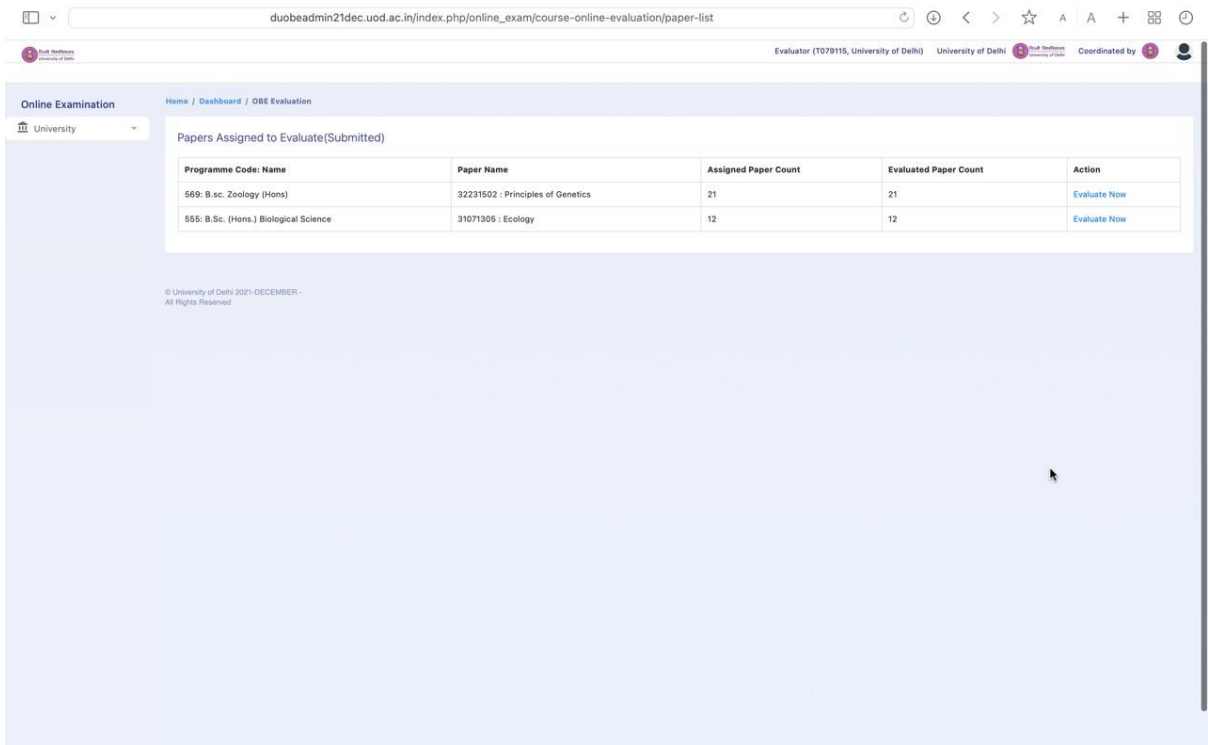 duobeadmin21dec.uod.ac.in/index.php/online_exam/course-online-evaluation/paper-list
A A
Evaluator (T079115, University of Delhi) University of Delhi Coordinated by
Online Examination
University
Home / Dashboard / OBE Evaluation
Papers Assigned to Evaluate(Submitted)
Programme Code: Name Paper Name Assigned Paper Count Evaluated Paper Count Action
569: B.sc. Zoology (Hons) 32231502 : Principles of Genetics 21 21 Evaluate Now
555: B.Sc. (Hons.) Biological Science 31071305 : Ecology 12 12 Evaluate Now
© University of Delhi 2021-DECEMBER -
All Rights Reserved